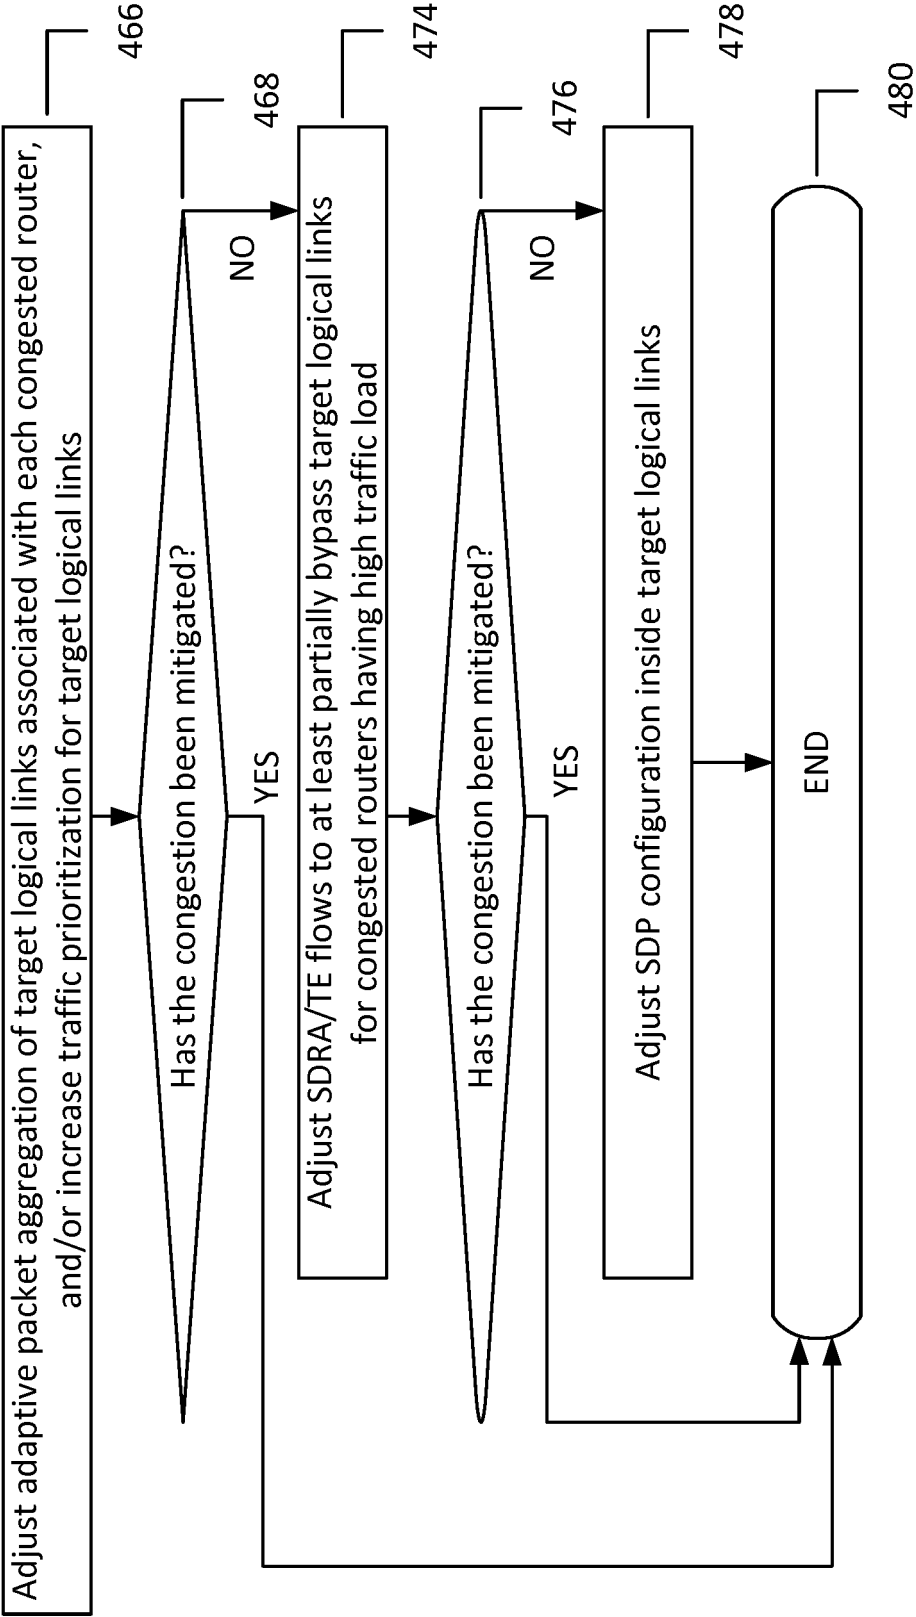 Adjust adaptive packet aggregation of target logical links associated with each congested router,
and/or increase traffic prioritization for target logical links
466
Has the congestion been mitigated?
468
NO
YES
Adjust SDRA/TE flows to at least partially bypass target logical links
for congested routers having high traffic load
474
Has the congestion been mitigated?
476
NO
YES
Adjust SDP configuration inside target logical links
478
END
480